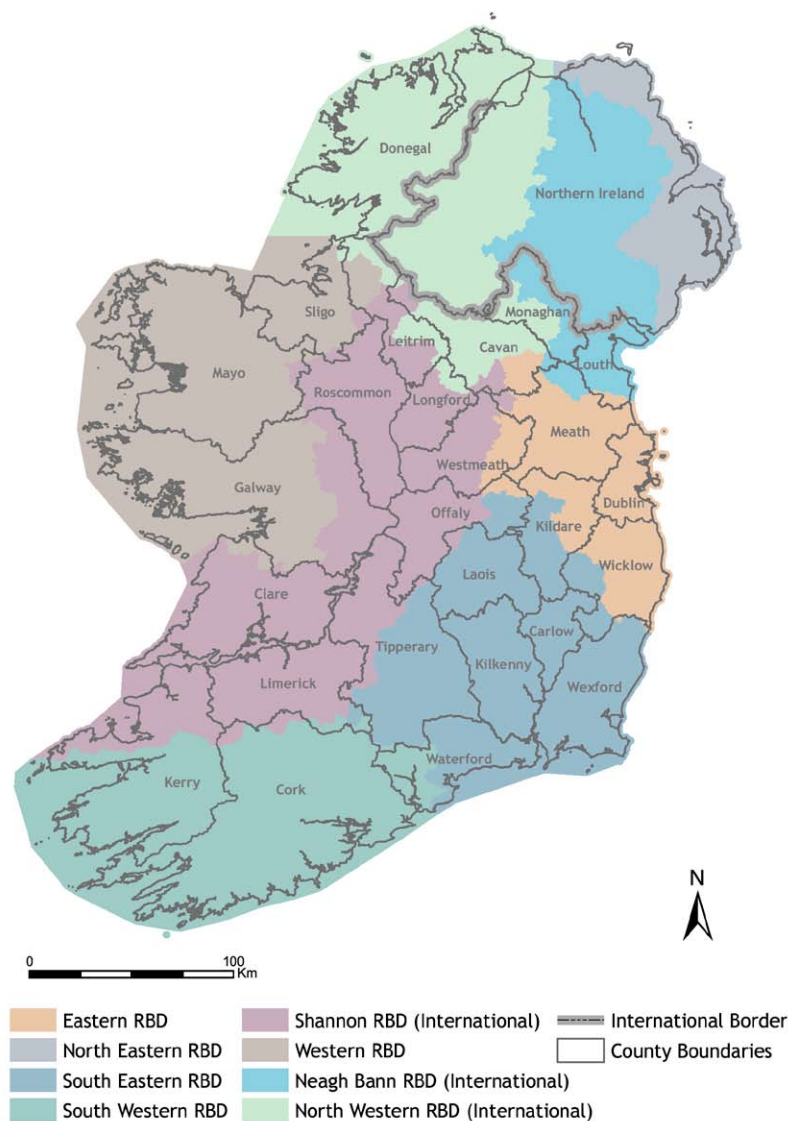 Donegal
Northern Ireland
Monaghan
Sligo
Leitrim
Cavan
Louth
Mayo
Roscommon
Longford
Meath
Westmeath
Galway
Dublin
Offaly
Kildare
Wicklow
Laois
Clare
Carlow
Tipperary
Kilkenny
Limerick
Wexford
Waterford
Kerry
Cork
N
0 100
Km
Eastern RBD
North Eastern RBD
South Eastern RBD
South Western RBD
Shannon RBD (International)
Western RBD
Neagh Bann RBD (International)
North Western RBD (International)
International Border
County Boundaries